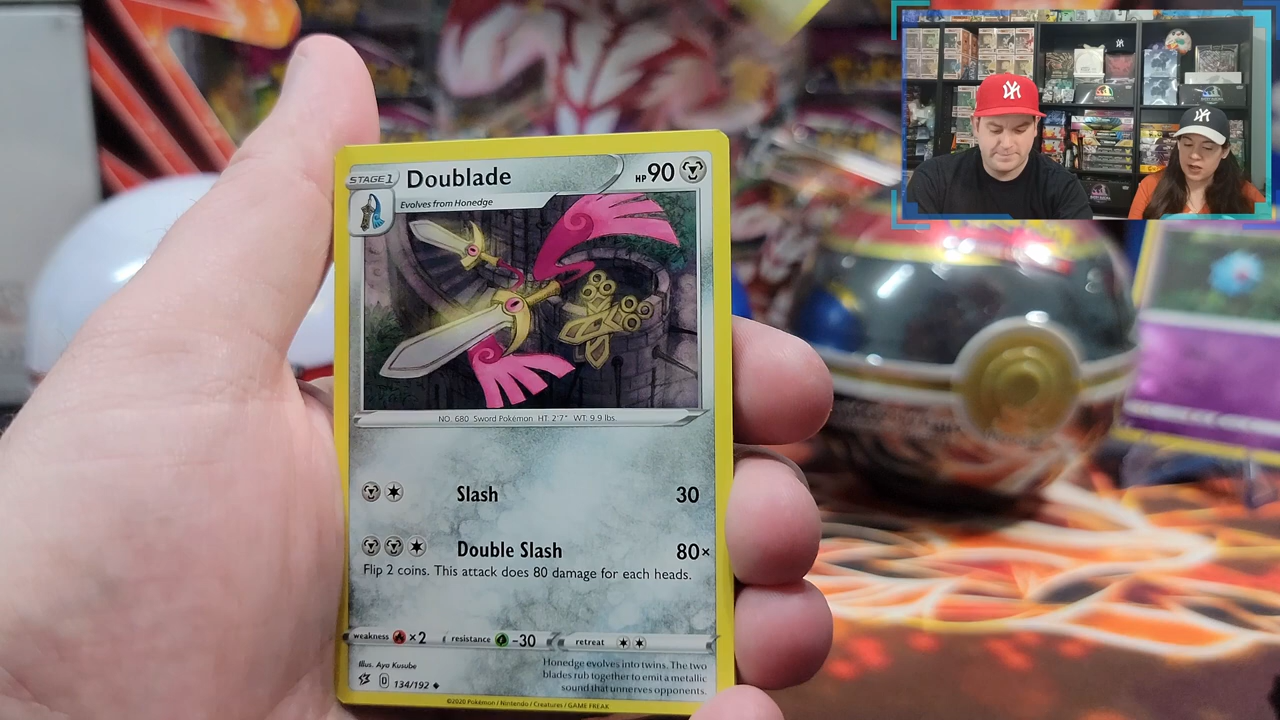 STAGE 1
Doublade
HP 90
Evolves from Honedge
NO. 680 Sword Pokémon HT: 2'7" WT: 9.9 lbs.
Slash 30
Double Slash 80×
Flip 2 coins. This attack does 80 damage for each heads.
weakness ×2 resistance -30 retreat
Illus. Aya Kusube
D 134/192
Honedge evolves into twins. The two
blades rub together to emit a metallic
sound that unnerves opponents.
©2020 Pokémon / Nintendo / Creatures / GAME FREAK